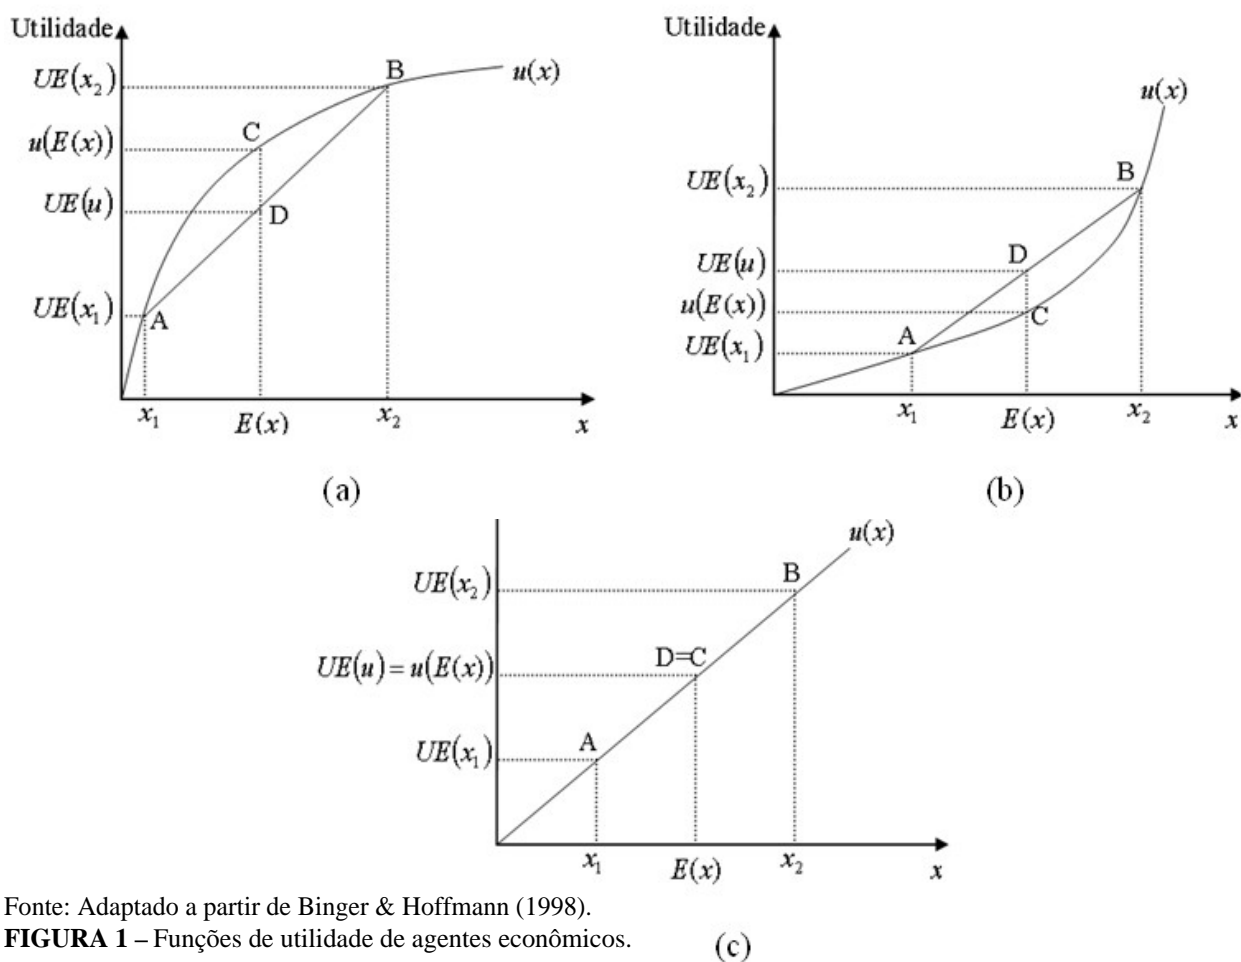 Utilidade
UE(x₂)
u(E(x))
UE(u)
UE(x₁)
B
u(x)
C
D
A
x₁
E(x)
x₂
x
(a)
Utilidade
u(x)
UE(x₂)
UE(u)
u(E(x))
UE(x₁)
B
D
C
A
x₁
E(x)
x₂
x
(b)
u(x)
UE(x₂)
B
UE(u) = u(E(x))
D=C
UE(x₁)
A
x₁
E(x)
x₂
x
Fonte: Adaptado a partir de Binger & Hoffmann (1998).
FIGURA 1 – Funções de utilidade de agentes econômicos.
(c)